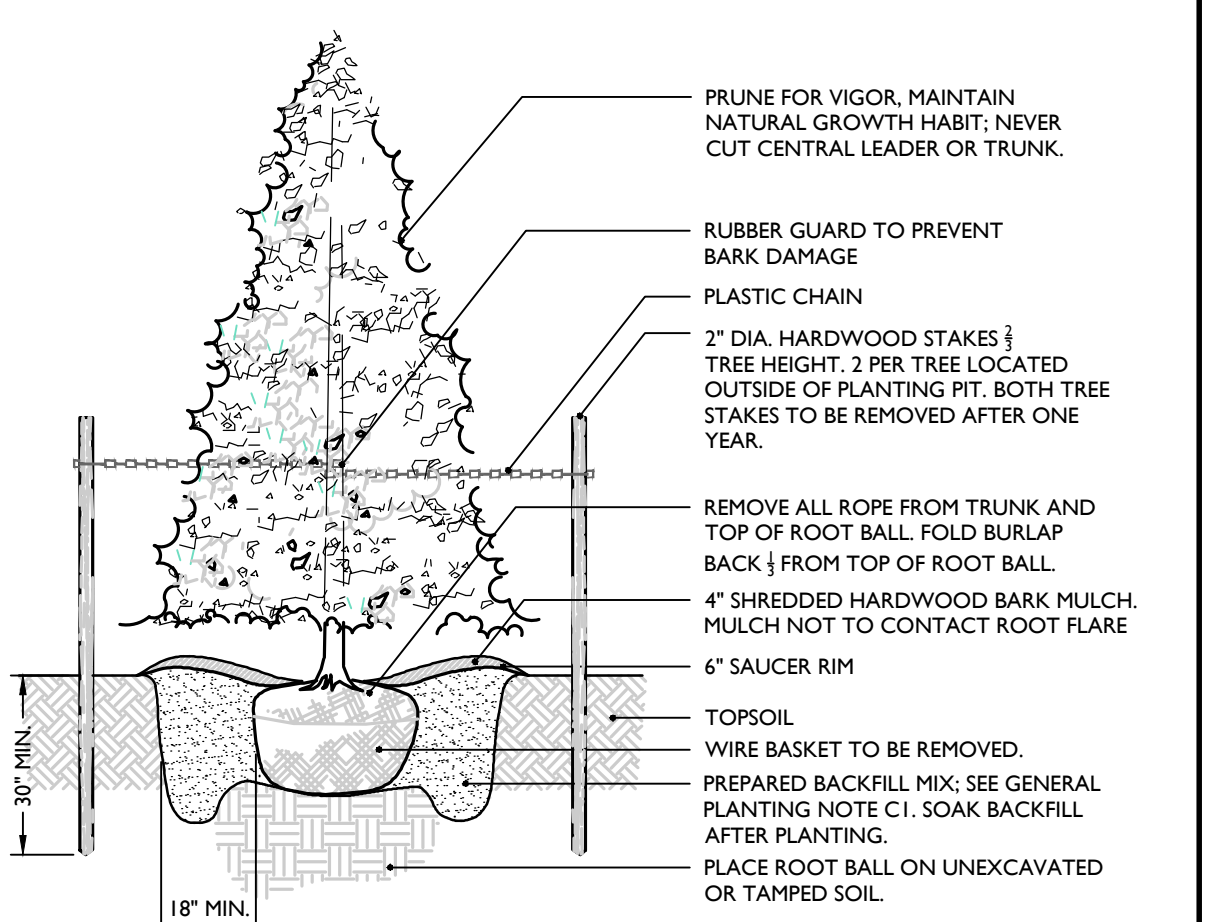 PRUNE FOR VIGOR, MAINTAIN
NATURAL GROWTH HABIT; NEVER
CUT CENTRAL LEADER OR TRUNK.
RUBBER GUARD TO PREVENT
BARK DAMAGE
PLASTIC CHAIN
2" DIA. HARDWOOD STAKES 2/3
TREE HEIGHT. 2 PER TREE LOCATED
OUTSIDE OF PLANTING PIT. BOTH TREE
STAKES TO BE REMOVED AFTER ONE
YEAR.
REMOVE ALL ROPE FROM TRUNK AND
TOP OF ROOT BALL. FOLD BURLAP
BACK 1/3 FROM TOP OF ROOT BALL.
4" SHREDDED HARDWOOD BARK MULCH.
MULCH NOT TO CONTACT ROOT FLARE
6" SAUCER RIM
TOPSOIL
WIRE BASKET TO BE REMOVED.
PREPARED BACKFILL MIX; SEE GENERAL
PLANTING NOTE C1. SOAK BACKFILL
AFTER PLANTING.
PLACE ROOT BALL ON UNEXCAVATED
OR TAMPED SOIL.
30" MIN.
18" MIN.